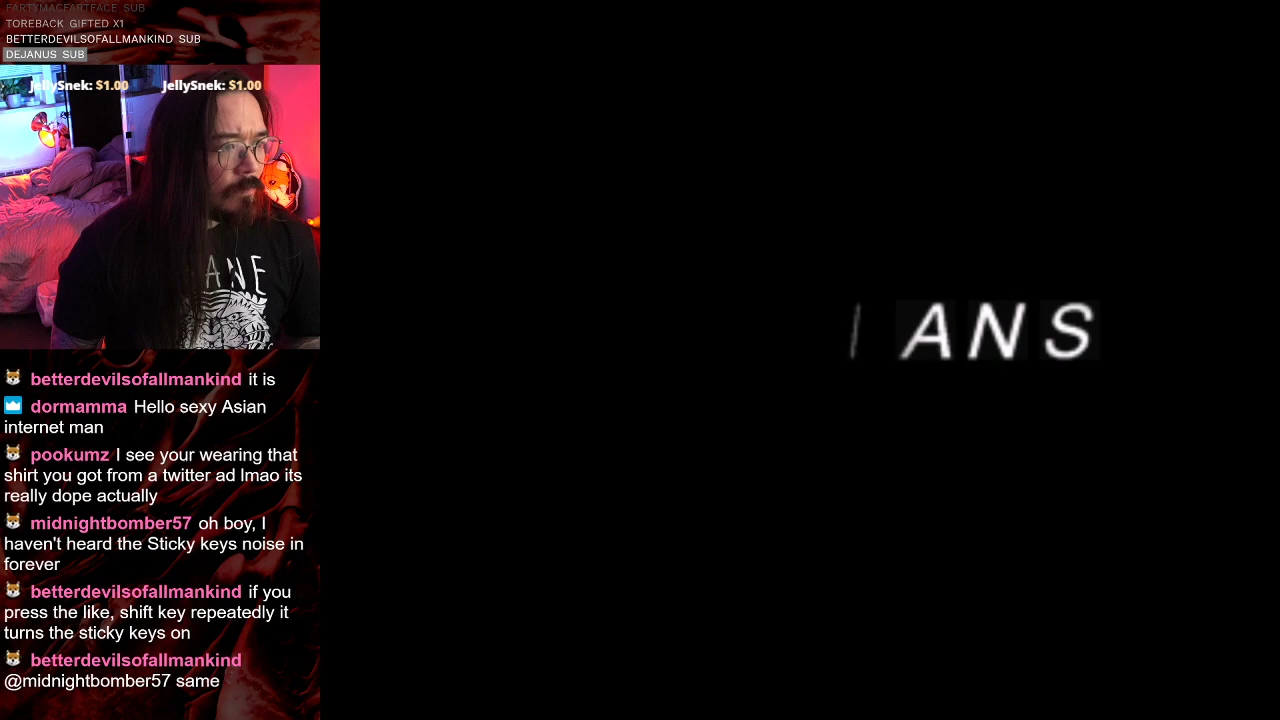 FARTYMACFARTFACE SUB
TOREBACK GIFTED X1
BETTERDEVILSOFALLMANKIND SUB
DEJANUS SUB
JellySnek: $1.00 JellySnek: $1.00
ANE
ANS
betterdevilsofallmankind it is
dormamma Hello sexy Asian
internet man
pookumz I see your wearing that
shirt you got from a twitter ad lmao its
really dope actually
midnightbomber57 oh boy, I
haven't heard the Sticky keys noise in
forever
betterdevilsofallmankind if you
press the like, shift key repeatedly it
turns the sticky keys on
betterdevilsofallmankind
@midnightbomber57 same